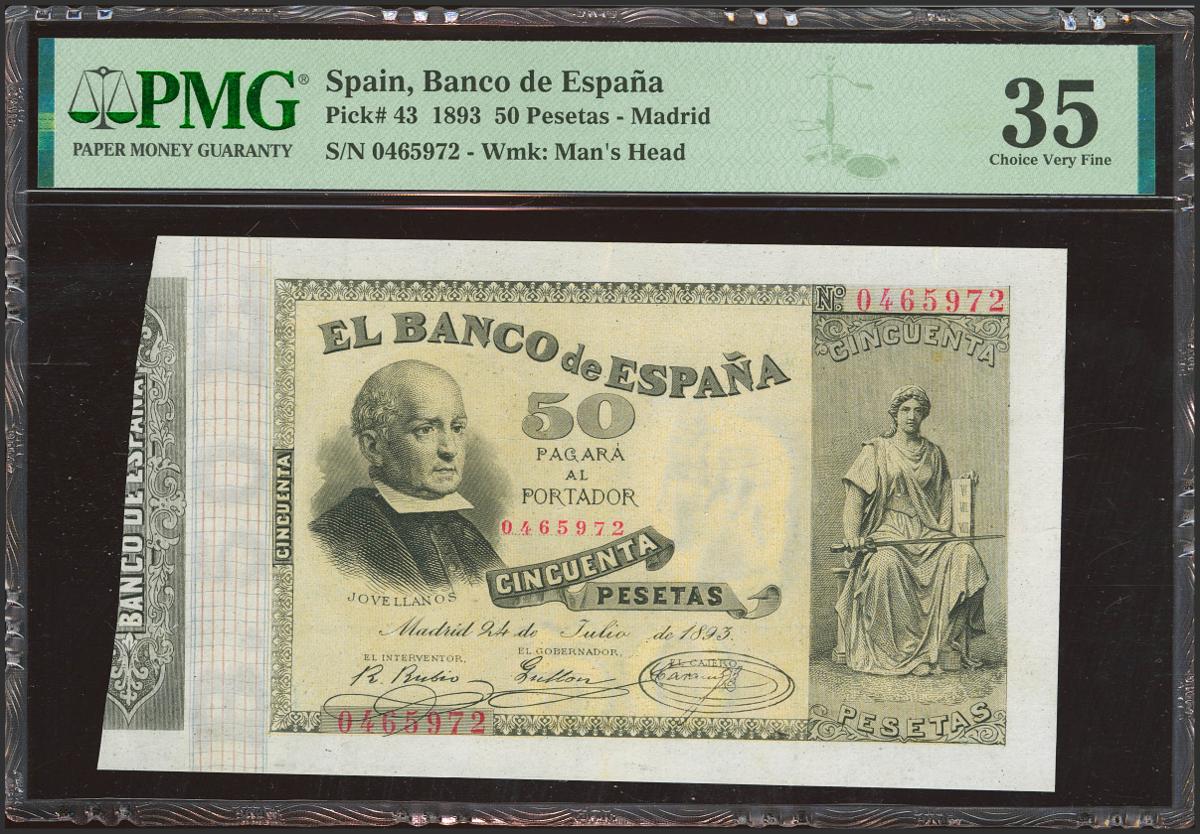 PMG®
PAPER MONEY GUARANTY
Spain, Banco de España
Pick# 43 1893 50 Pesetas - Madrid
S/N 0465972 - Wmk: Man's Head
35
Choice Very Fine
BANCO DE ESPAÑA
CINCUENTA
EL BANCO de ESPAÑA
50
PAGARÁ
AL
PORTADOR
0465972
CINCUENTA
PESETAS
JOVELLANOS
Madrid 24 de Julio de 1893.
EL INTERVENTOR,
EL GOBERNADOR,
EL CAJERO,
R. Rubio
0465972
Nº. 0465972
CINCUENTA
PESETAS